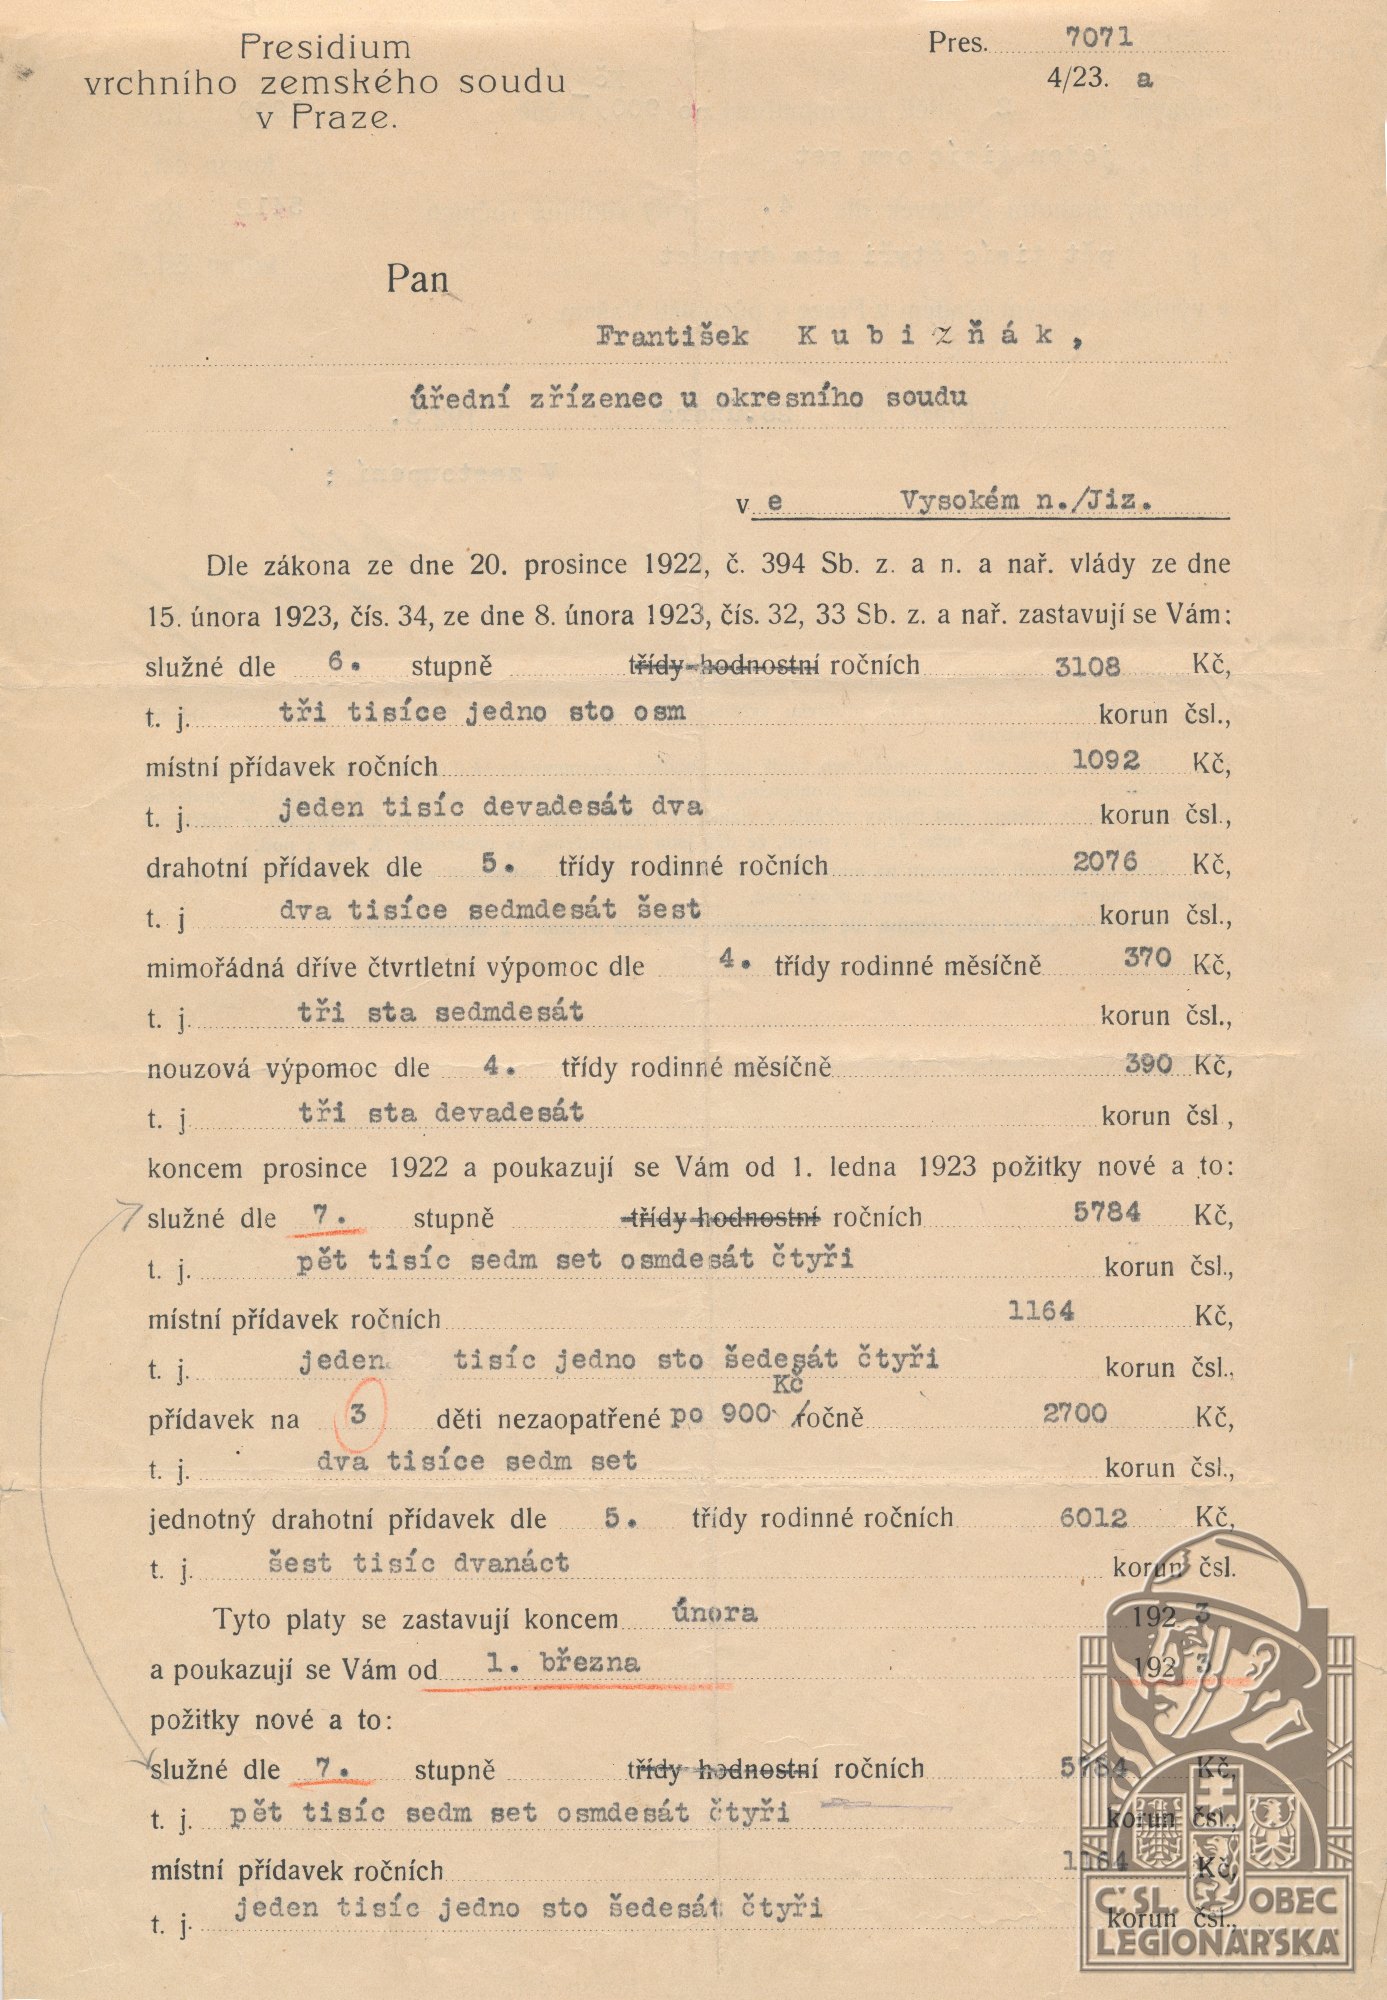 Presidium
vrchního zemského soudu
v Praze.
Pres. 7071
4/23. a
Pan
František Kubizňák,
úřední zřízenec u okresního soudu
v e Vysokém n./Jiz.
Dle zákona ze dne 20. prosince 1922, č. 394 Sb. z. a n. a nař. vlády ze dne
15. února 1923, čís. 34, ze dne 8. února 1923, čís. 32, 33 Sb. z. a nař. zastavují se Vám:
služné dle 6. stupně třídy hodnostní ročních 3108 Kč,
t. j. tři tisíce jedno sto osm korun čsl.,
místní přídavek ročních 1092 Kč,
t. j. jeden tisíc devadesát dva korun čsl.,
drahotní přídavek dle 5. třídy rodinné ročních 2076 Kč,
t. j dva tisíce sedmdesát šest korun čsl.,
mimořádná dříve čtvrtletní výpomoc dle 4. třídy rodinné měsíčně 370 Kč,
t. j. tři sta sedmdesát korun čsl.,
nouzová výpomoc dle 4. třídy rodinné měsíčně 390 Kč,
t. j tři sta devadesát korun čsl ,
koncem prosince 1922 a poukazují se Vám od 1. ledna 1923 požitky nové a to:
služné dle 7. stupně třídy hodnostní ročních 5784 Kč,
t. j. pět tisíc sedm set osmdesát čtyři korun čsl.,
místní přídavek ročních 1164 Kč,
t. j. jeden tisíc jedno sto šedesát čtyři korun čsl.,
Kč
přídavek na 3 děti nezaopatřené po 900 /ročně 2700 Kč,
t. j. dva tisíce sedm set korun čsl.,
jednotný drahotní přídavek dle 5. třídy rodinné ročních 6012 Kč,
t. j. šest tisíc dvanáct korun čsl.
Tyto platy se zastavují koncem února 192 3
a poukazují se Vám od 1. března 192 3
požitky nové a to:
služné dle 7. stupně třídy hodnostní ročních 5784 Kč,
t. j. pět tisíc sedm set osmdesát čtyři korun čsl.,
místní přídavek ročních 1164 Kč,
t. j. jeden tisíc jedno sto šedesát čtyři korun čsl.,
Č.SL. OBEC
LEGIONÁŘSKÁ